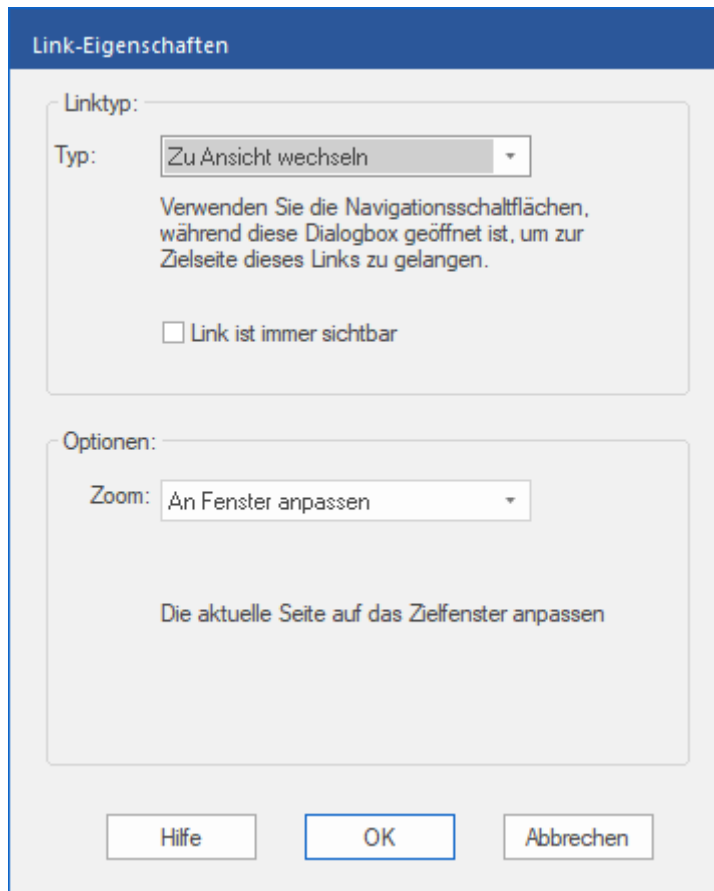 Link-Eigenschaften
Linktyp:
Typ: Zu Ansicht wechseln
Verwenden Sie die Navigationsschaltflächen,
während diese Dialogbox geöffnet ist, um zur
Zielseite dieses Links zu gelangen.
Link ist immer sichtbar
Optionen:
Zoom: An Fenster anpassen
Die aktuelle Seite auf das Zielfenster anpassen
Hilfe OK Abbrechen